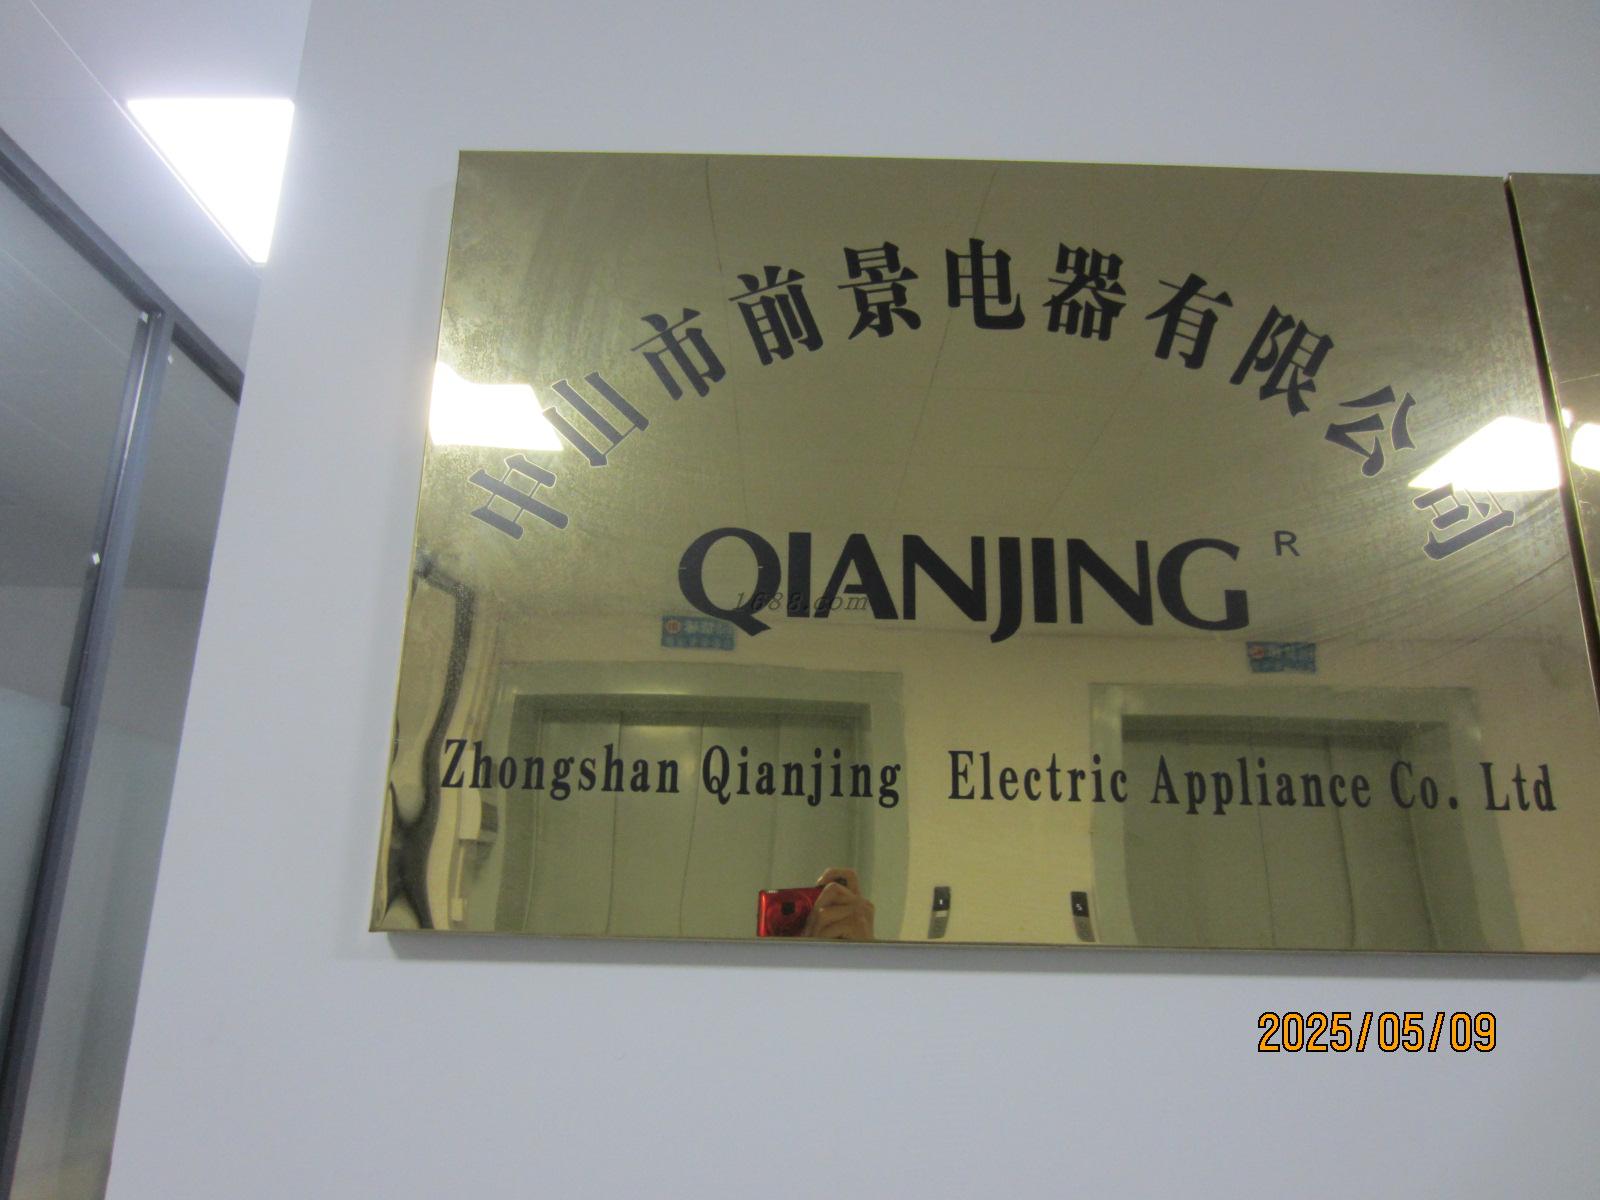 中山市前景电器有限公司
QIANJING R
1688.com
Zhongshan Qianjing Electric Appliance Co. Ltd
2025/05/09